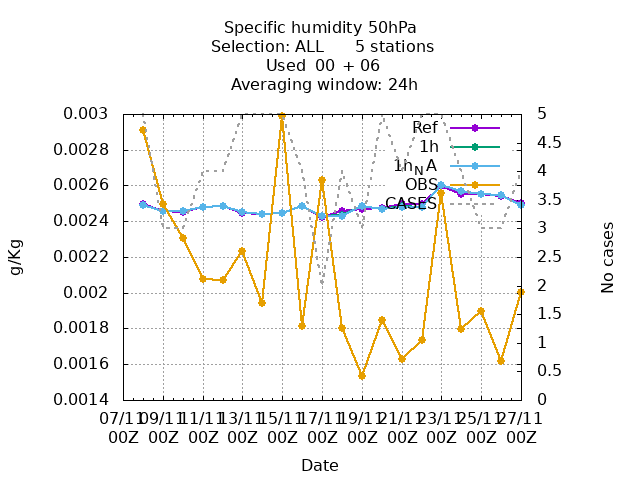 Specific humidity 50hPa
Selection: ALL 5 stations
Used 00 + 06
Averaging window: 24h
g/Kg
0.003
0.0028
0.0026
0.0024
0.0022
0.002
0.0018
0.0016
0.0014
Ref
1h
1h_NA
OBS
CASES
5
4.5
4
3.5
3
2.5
2
1.5
1
0.5
0
No cases
07/11 09/11 11/11 13/11 15/11 17/11 19/11 21/11 23/11 25/11 27/11
00Z 00Z 00Z 00Z 00Z 00Z 00Z 00Z 00Z 00Z 00Z
Date